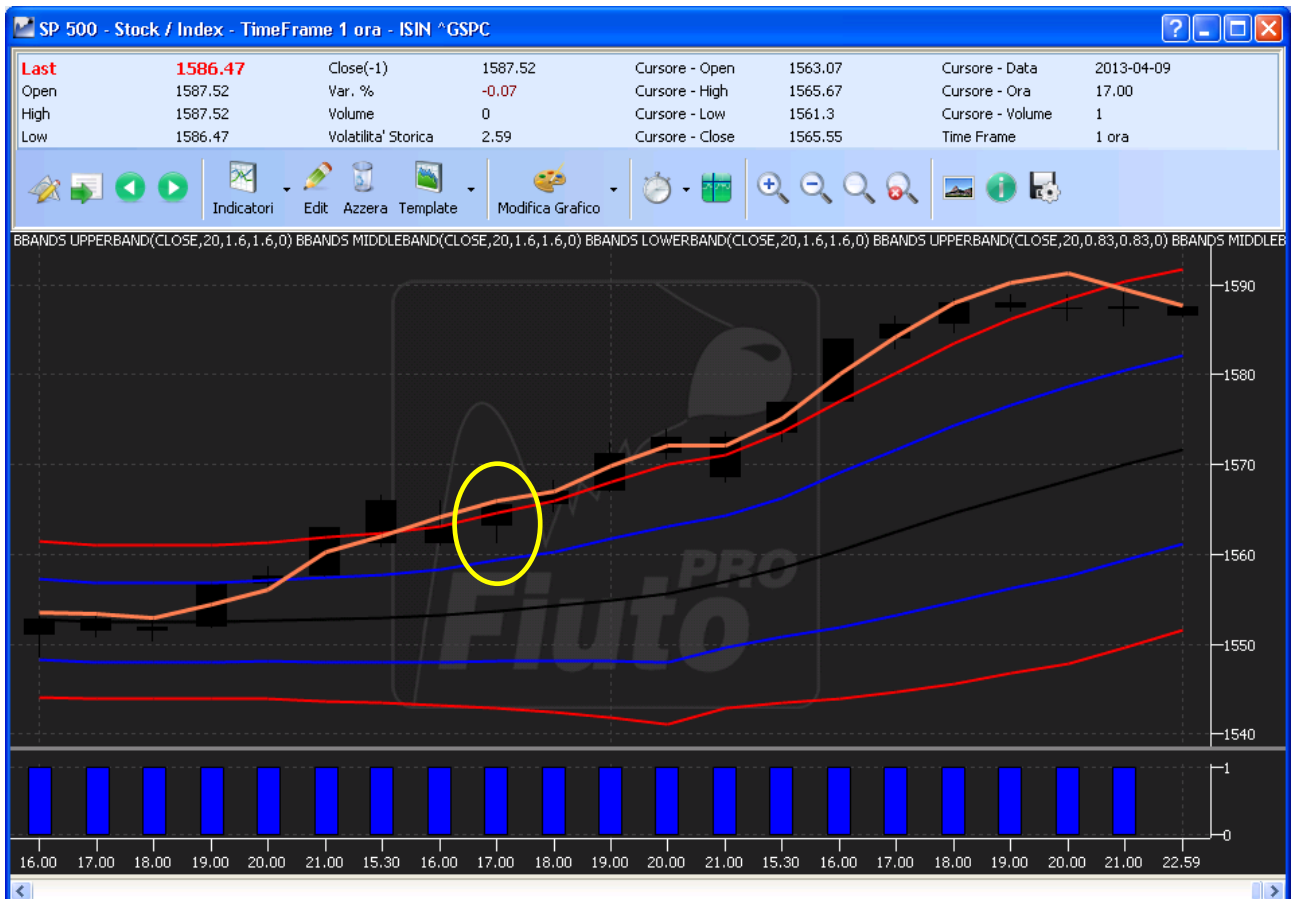 SP 500 - Stock / Index - TimeFrame 1 ora - ISIN ^GSPC
Last 1586.47 Close(-1) 1587.52 Cursore - Open 1563.07 Cursore - Data 2013-04-09
Open 1587.52 Var. % -0.07 Cursore - High 1565.67 Cursore - Ora 17.00
High 1587.52 Volume 0 Cursore - Low 1561.3 Cursore - Volume 1
Low 1586.47 Volatilita' Storica 2.59 Cursore - Close 1565.55 Time Frame 1 ora
Indicatori Edit Azzera Template Modifica Grafico
BBANDS UPPERBAND(CLOSE,20,1.6,1.6,0) BBANDS MIDDLEBAND(CLOSE,20,1.6,1.6,0) BBANDS LOWERBAND(CLOSE,20,1.6,1.6,0) BBANDS UPPERBAND(CLOSE,20,0.83,0.83,0) BBANDS MIDDLEB
1590
1580
1570
1560
PRO
Fiuto
1550
1540
1
0
16.00 17.00 18.00 19.00 20.00 21.00 15.30 16.00 17.00 18.00 19.00 20.00 21.00 15.30 16.00 17.00 18.00 19.00 20.00 21.00 22.59